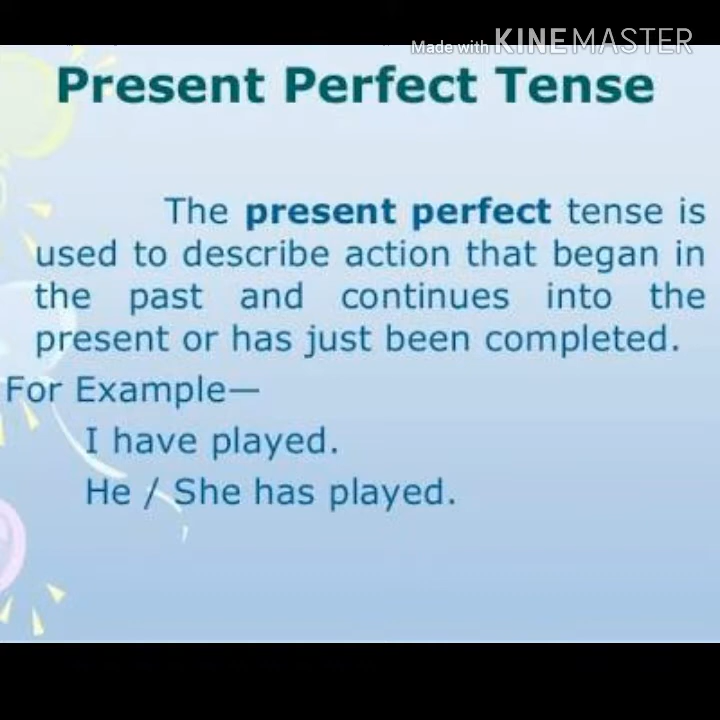 Made with KINEMASTER
Present Perfect Tense
The present perfect tense is
used to describe action that began in
the past and continues into the
present or has just been completed.
For Example—
I have played.
He / She has played.